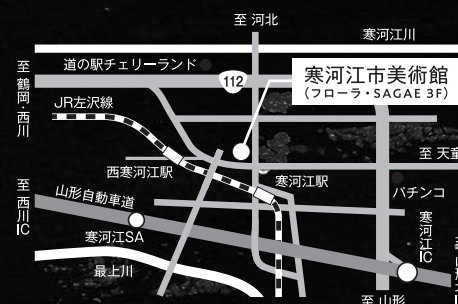 至 河北
寒河江川
道の駅チェリーランド
112
寒河江市美術館
(フローラ・SAGAE 3F)
至 鶴岡・西川
JR左沢線
至 天童
西寒河江駅
寒河江駅
パチンコ
至 西川IC
山形自動車道
寒河江SA
寒河江IC
最上川
至 山形